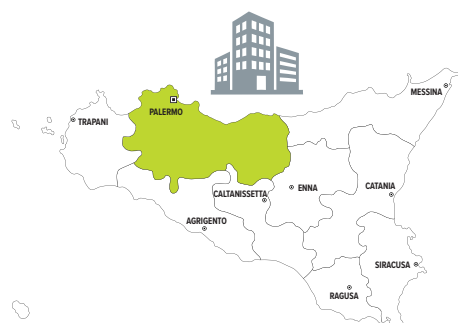 MESSINA
PALERMO
TRAPANI
CALTANISSETTA
ENNA
CATANIA
AGRIGENTO
SIRACUSA
RAGUSA